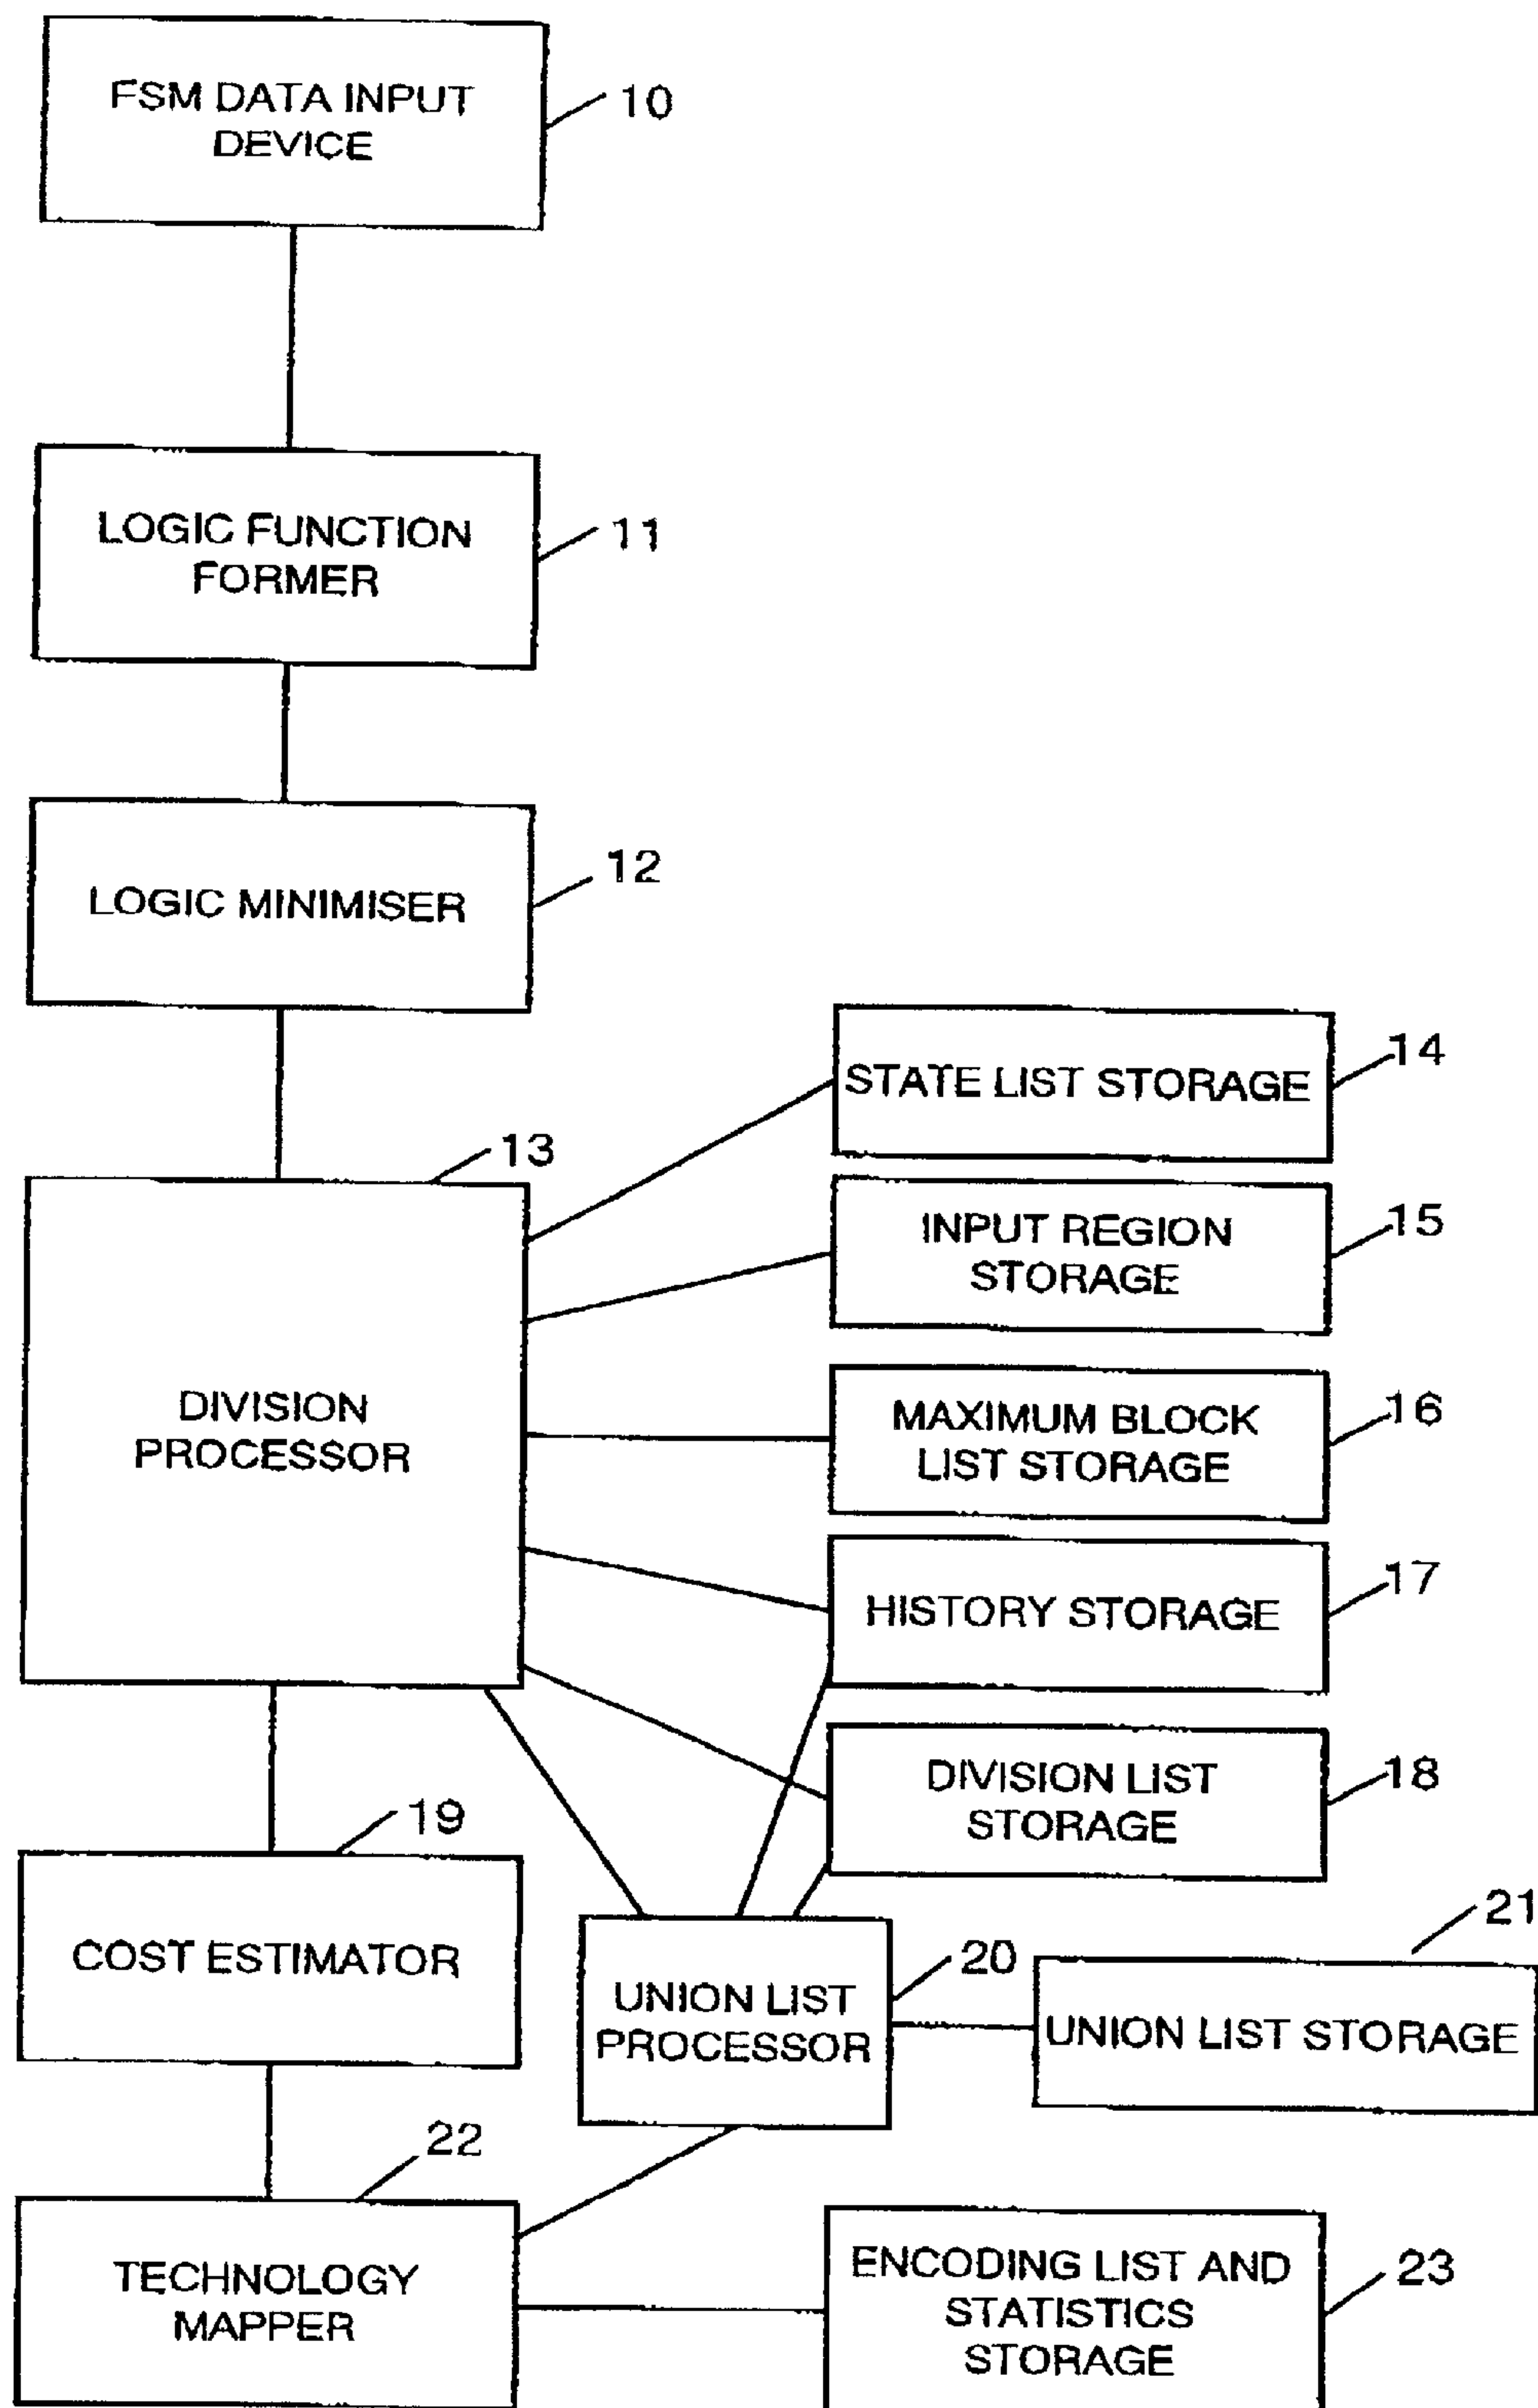 FSM DATA INPUT
DEVICE
10
LOGIC FUNCTION
FORMER
11
LOGIC MINIMISER
12
13
DIVISION
PROCESSOR
STATE LIST STORAGE
14
INPUT REGION
STORAGE
15
MAXIMUM BLOCK
LIST STORAGE
16
HISTORY STORAGE
17
DIVISION LIST
STORAGE
18
19
COST ESTIMATOR
UNION LIST
PROCESSOR
20
21
UNION LIST STORAGE
22
TECHNOLOGY
MAPPER
ENCODING LIST AND
STATISTICS
STORAGE
23